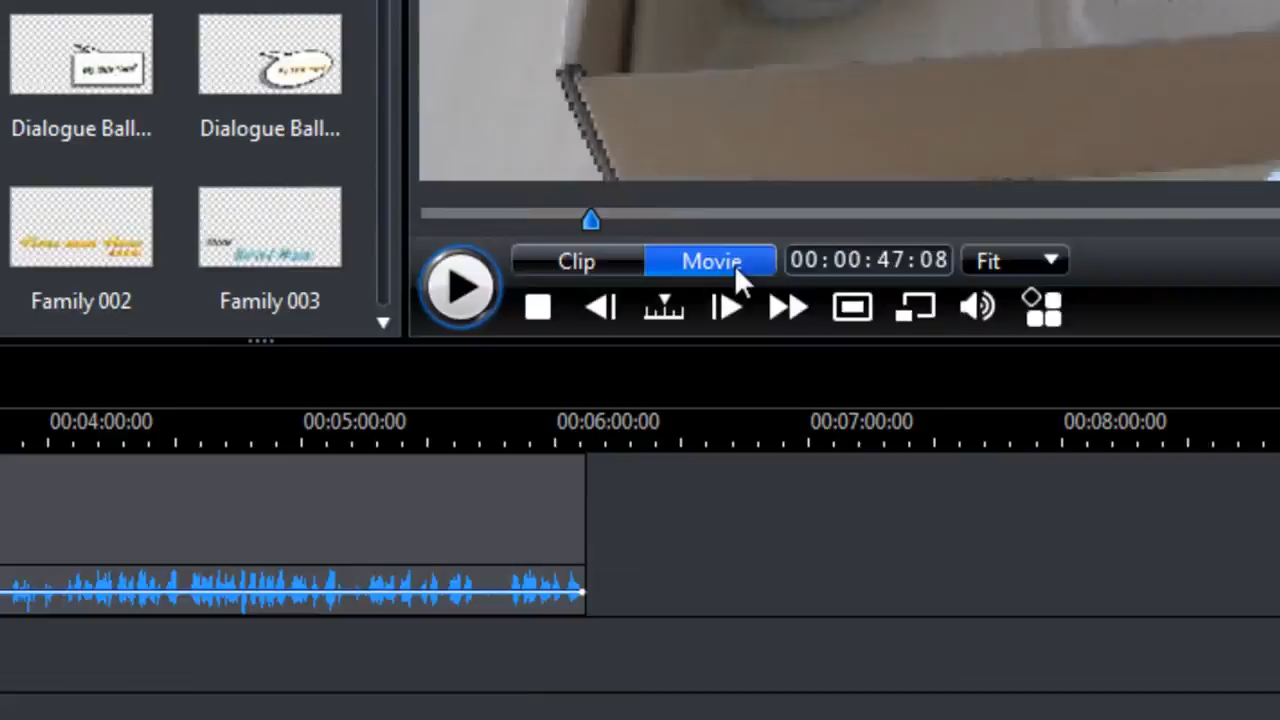 Dialogue Ball...
Dialogue Ball...
Family 002
Family 003
Clip
Movie
00:00:47:08
Fit
00:04:00:00
00:05:00:00
00:06:00:00
00:07:00:00
00:08:00:00